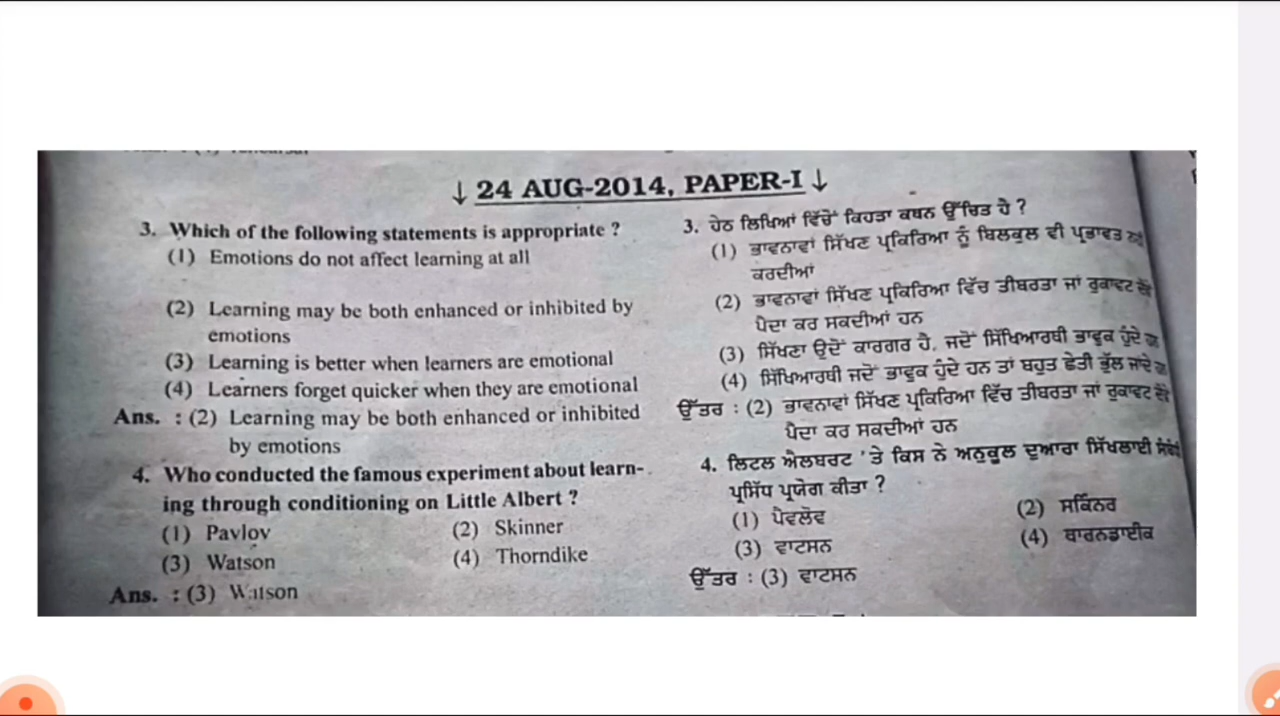 ↓ 24 AUG-2014, PAPER-I ↓
3. Which of the following statements is appropriate ?
(1) Emotions do not affect learning at all
(2) Learning may be both enhanced or inhibited by
emotions
(3) Learning is better when learners are emotional
(4) Learners forget quicker when they are emotional
Ans. : (2) Learning may be both enhanced or inhibited
by emotions
4. Who conducted the famous experiment about learn-
ing through conditioning on Little Albert ?
(1) Pavlov (2) Skinner
(3) Watson (4) Thorndike
Ans. : (3) Watson
3. ਹੇਠ ਲਿਖਿਆਂ ਵਿੱਚੋਂ ਕਿਹੜਾ ਕਥਨ ਉੱਚਿਤ ਹੈ ?
(1) ਭਾਵਨਾਵਾਂ ਸਿੱਖਣ ਪ੍ਰਕਿਰਿਆ ਨੂੰ ਬਿਲਕੁਲ ਵੀ ਪ੍ਰਭਾਵਤ
ਕਰਦੀਆਂ
(2) ਭਾਵਨਾਵਾਂ ਸਿੱਖਣ ਪ੍ਰਕਿਰਿਆ ਵਿੱਚ ਤੀਬਰਤਾ ਜਾਂ ਰੁਕਾਵਟ
ਪੈਦਾ ਕਰ ਸਕਦੀਆਂ ਹਨ
(3) ਸਿੱਖਣਾ ਉਦੋਂ ਕਾਰਗਰ ਹੈ, ਜਦੋਂ ਸਿੱਖਿਆਰਥੀ ਭਾਵੁਕ ਹੁੰਦੇ
(4) ਸਿੱਖਿਆਰਥੀ ਜਦੋਂ ਭਾਵੁਕ ਹੁੰਦੇ ਹਨ ਤਾਂ ਬਹੁਤ ਛੇਤੀ ਭੁੱਲ ਜਾਂਦੇ
ਉੱਤਰ : (2) ਭਾਵਨਾਵਾਂ ਸਿੱਖਣ ਪ੍ਰਕਿਰਿਆ ਵਿੱਚ ਤੀਬਰਤਾ ਜਾਂ ਰੁਕਾਵਟ
ਪੈਦਾ ਕਰ ਸਕਦੀਆਂ ਹਨ
4. ਲਿਟਲ ਐਲਬਰਟ 'ਤੇ ਕਿਸ ਨੇ ਅਨੁਕੂਲ ਦੁਆਰਾ ਸਿੱਖਲਾਈ
ਪ੍ਰਸਿੱਧ ਪ੍ਰਯੋਗ ਕੀਤਾ ?
(1) ਪੈਵਲੋਵ (2) ਸਕਿੱਨਰ
(3) ਵਾਟਸਨ (4) ਥਾਰਨਡਾਈਕ
ਉੱਤਰ : (3) ਵਾਟਸਨ